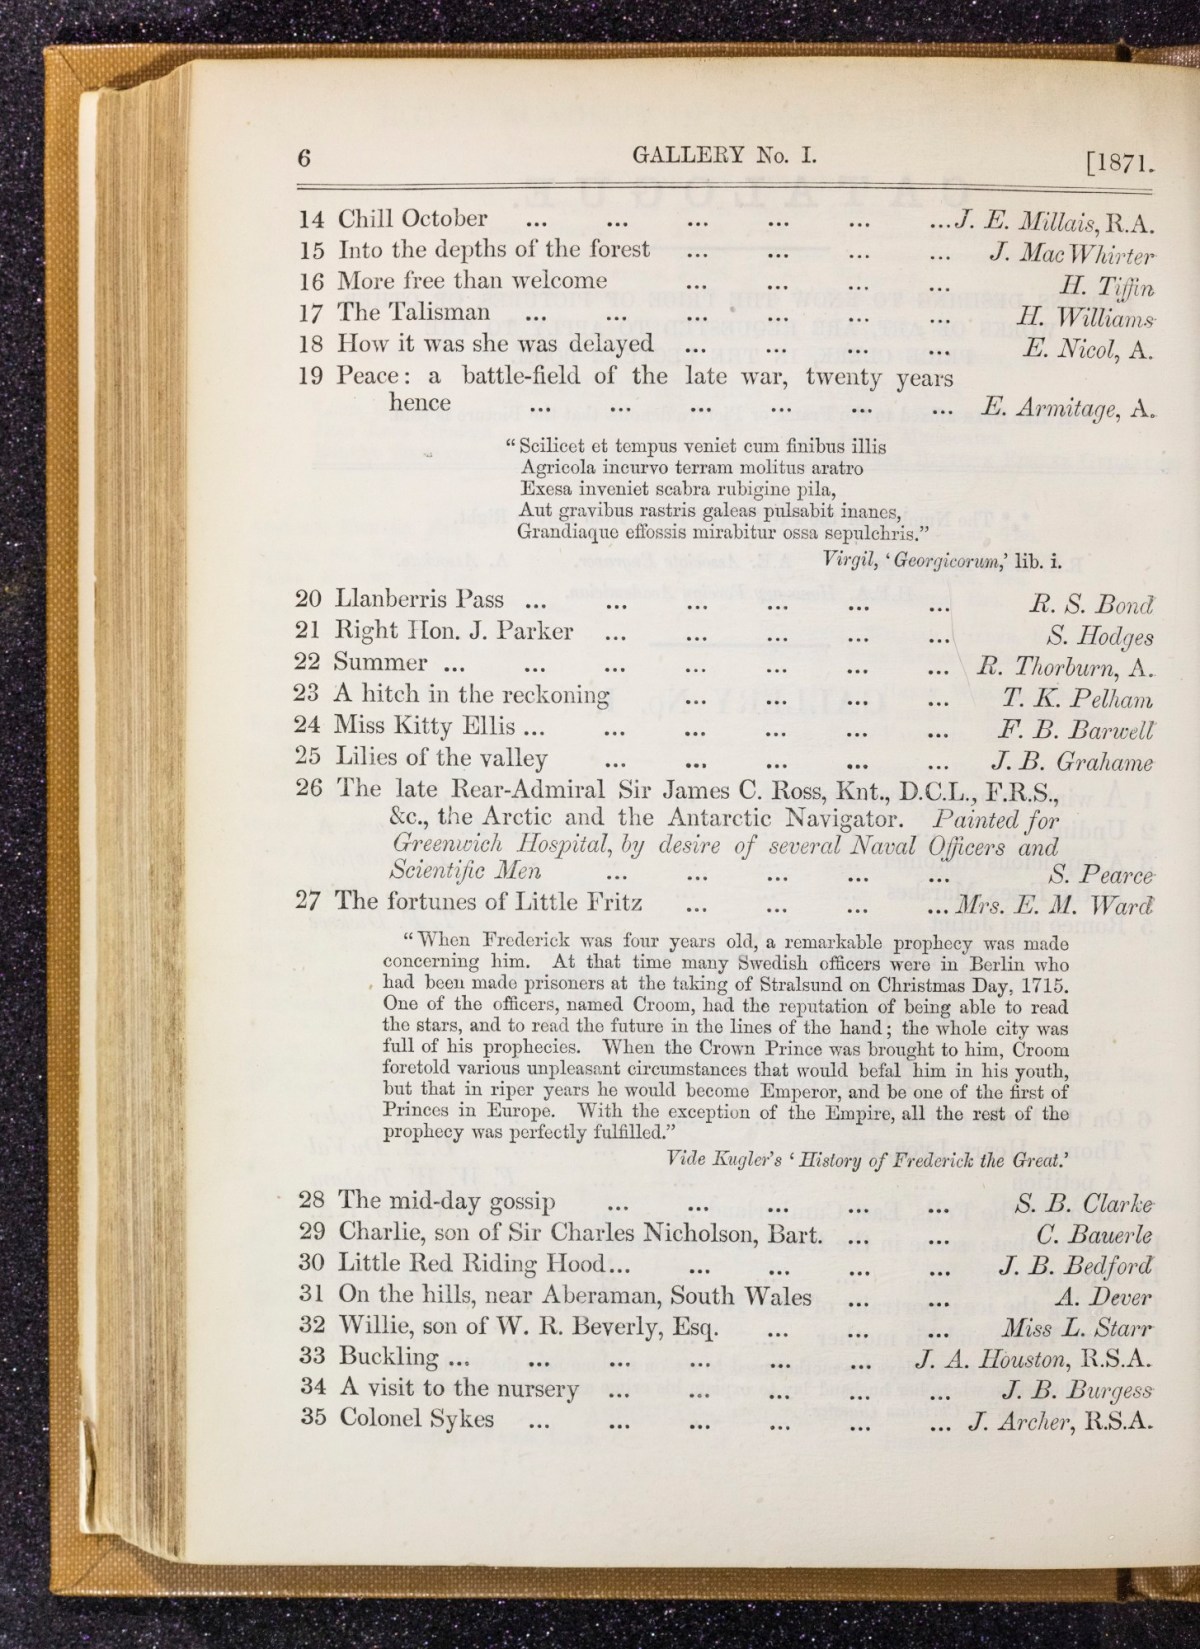 6 GALLERY No. I. [1871.
14 Chill October ... ... ... ... ... ... J. E. Millais, R.A.
15 Into the depths of the forest ... ... ... ... J. MacWhirter
16 More free than welcome ... ... ... ... H. Tiffin
17 The Talisman ... ... ... ... ... ... H. Williams
18 How it was she was delayed ... ... ... ... E. Nicol, A.
19 Peace: a battle-field of the late war, twenty years
hence ... ... ... ... ... ... E. Armitage, A.
“Scilicet et tempus veniet cum finibus illis
Agricola incurvo terram molitus aratro
Exesa inveniet scabra rubigine pila,
Aut gravibus rastris galeas pulsabit inanes,
Grandiaque effossis mirabitur ossa sepulchris.”
Virgil, ‘Georgicorum,’ lib. i.
20 Llanberris Pass ... ... ... ... ... ... R. S. Bond
21 Right Hon. J. Parker ... ... ... ... ... S. Hodges
22 Summer ... ... ... ... ... ... ... R. Thorburn, A.
23 A hitch in the reckoning ... ... ... ... T. K. Pelham
24 Miss Kitty Ellis ... ... ... ... ... ... F. B. Barwell
25 Lilies of the valley ... ... ... ... ... J. B. Grahame
26 The late Rear-Admiral Sir James C. Ross, Knt., D.C.L., F.R.S.,
&c., the Arctic and the Antarctic Navigator. Painted for
Greenwich Hospital, by desire of several Naval Officers and
Scientific Men ... ... ... ... ... S. Pearce
27 The fortunes of Little Fritz ... ... ... ... Mrs. E. M. Ward
“When Frederick was four years old, a remarkable prophecy was made
concerning him. At that time many Swedish officers were in Berlin who
had been made prisoners at the taking of Stralsund on Christmas Day, 1715.
One of the officers, named Croom, had the reputation of being able to read
the stars, and to read the future in the lines of the hand; the whole city was
full of his prophecies. When the Crown Prince was brought to him, Croom
foretold various unpleasant circumstances that would befal him in his youth,
but that in riper years he would become Emperor, and be one of the first of
Princes in Europe. With the exception of the Empire, all the rest of the
prophecy was perfectly fulfilled.”
Vide Kugler's ‘History of Frederick the Great.’
28 The mid-day gossip ... ... ... ... ... S. B. Clarke
29 Charlie, son of Sir Charles Nicholson, Bart. ... ... C. Bauerle
30 Little Red Riding Hood... ... ... ... ... J. B. Bedford
31 On the hills, near Aberaman, South Wales ... ... A. Dever
32 Willie, son of W. R. Beverly, Esq. ... ... ... Miss L. Starr
33 Buckling ... ... ... ... ... ... J. A. Houston, R.S.A.
34 A visit to the nursery ... ... ... ... ... J. B. Burgess
35 Colonel Sykes ... ... ... ... ... ... J. Archer, R.S.A.